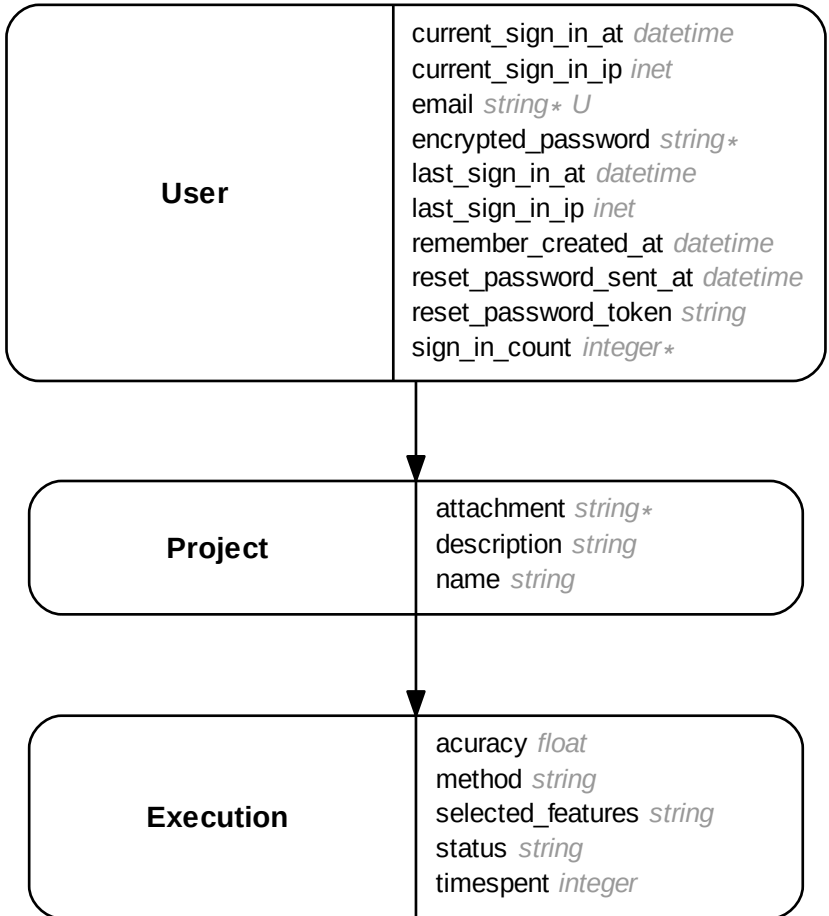 User
current_sign_in_at datetime
current_sign_in_ip inet
email string* U
encrypted_password string*
last_sign_in_at datetime
last_sign_in_ip inet
remember_created_at datetime
reset_password_sent_at datetime
reset_password_token string
sign_in_count integer*
Project
attachment string*
description string
name string
Execution
acuracy float
method string
selected_features string
status string
timespent integer